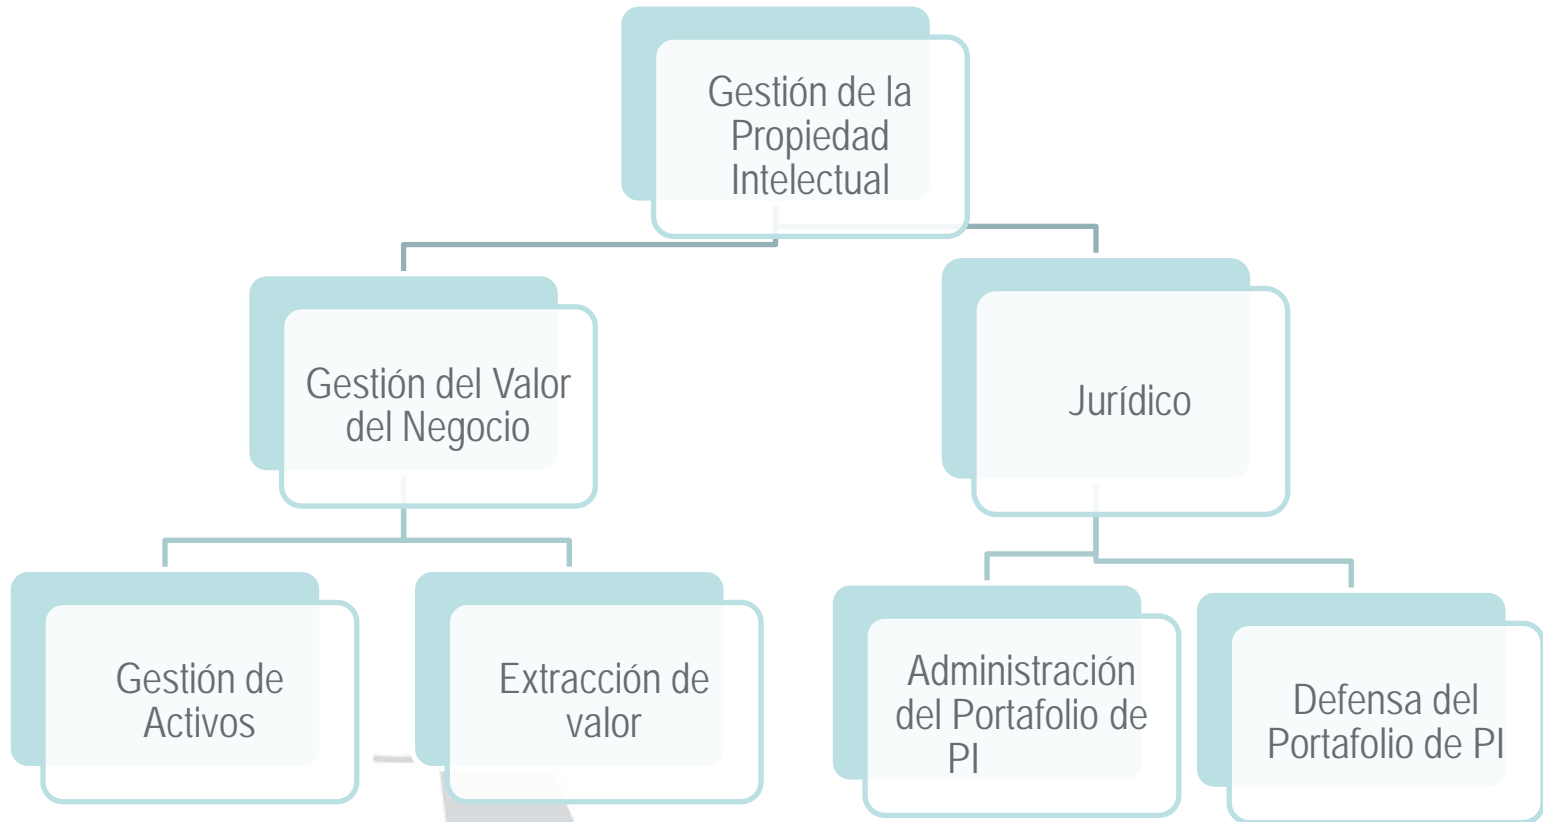 Gestión de la
Propiedad
Intelectual
Gestión del Valor
del Negocio
Jurídico
Gestión de
Activos
Extracción de
valor
Administración
del Portafolio de
PI
Defensa del
Portafolio de PI